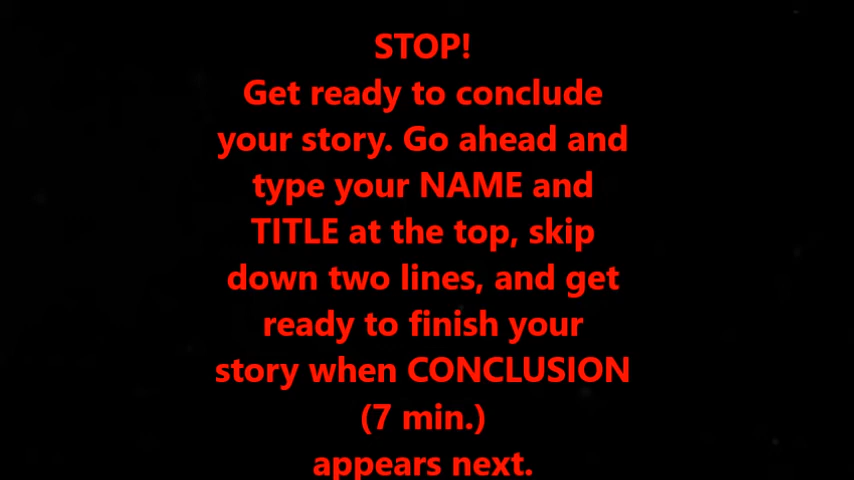 STOP!
Get ready to conclude
your story. Go ahead and
type your NAME and
TITLE at the top, skip
down two lines, and get
ready to finish your
story when CONCLUSION
(7 min.)
appears next.